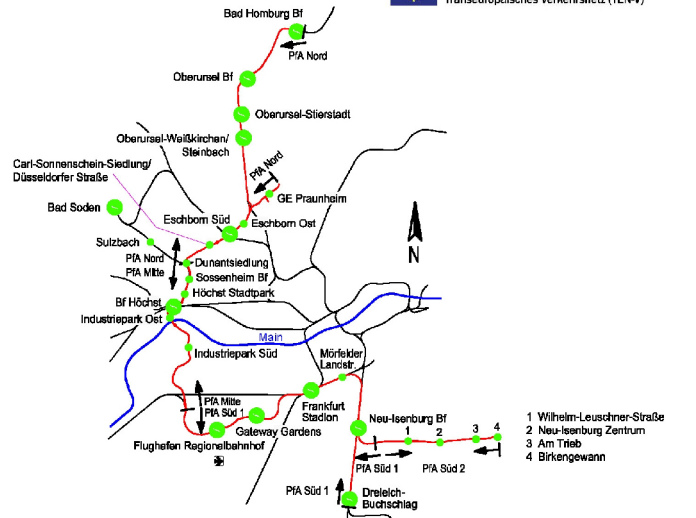 Transeuropäisches Verkehrsnetz (TEN-V)
Bad Homburg Bf
PfA Nord
Oberursel Bf
Oberursel-Stierstadt
Oberursel-Weißkirchen/
Steinbach
Carl-Sonnenschein-Siedlung/
Düsseldorfer Straße
PfA Nord
GE Praunheim
Bad Soden
Eschborn Süd
Eschborn Ost
Sulzbach
PfA Nord
PfA Mitte
Dunantsiedlung
Sossenheim Bf
Höchst Stadtpark
N
Bf Höchst
Industriepark Ost
Main
Industriepark Süd
Mörfelder
Landstr.
PfA Mitte
PfA Süd 1
Frankfurt
Stadion
Gateway Gardens
Flughafen Regionalbahnhof
Neu-Isenburg Bf
1
2
3
4
PfA Süd 1
PfA Süd 2
PfA Süd 1
Dreieich-
Buchschlag
1 Wilhelm-Leuschner-Straße
2 Neu-Isenburg Zentrum
3 Am Trieb
4 Birkengewann